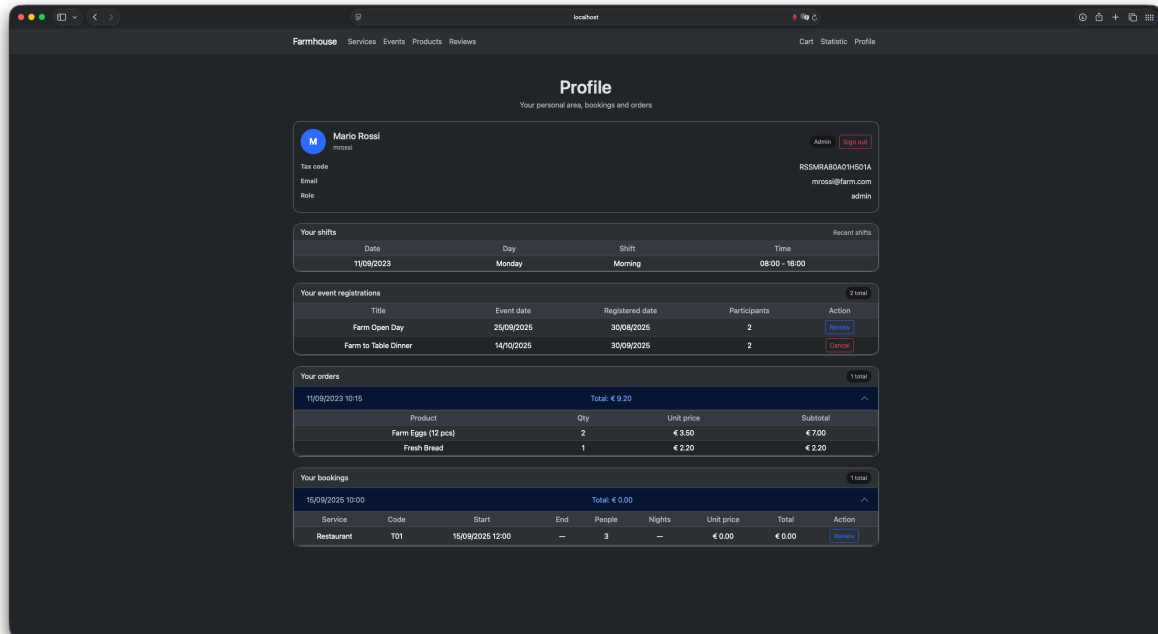 localhost
Farmhouse Services Events Products Reviews Cart Statistic Profile
Profile
Your personal area, bookings and orders
M Mario Rossi
mrossi
Admin Sign out
Tax code RSSMRA80A01H501A
Email mrossi@farm.com
Role admin
Your shifts Recent shifts
Date Day Shift Time
11/09/2023 Monday Morning 08:00 - 16:00
Your event registrations 2 total
Title Event date Registered date Participants Action
Farm Open Day 25/09/2025 30/08/2025 2 Review
Farm to Table Dinner 14/10/2025 30/09/2025 2 Cancel
Your orders 1 total
11/09/2023 10:15 Total: € 9.20
Product Qty Unit price Subtotal
Farm Eggs (12 pcs) 2 € 3.50 € 7.00
Fresh Bread 1 € 2.20 € 2.20
Your bookings 1 total
15/09/2025 10:00 Total: € 0.00
Service Code Start End People Nights Unit price Total Action
Restaurant T01 15/09/2025 12:00 — 3 — € 0.00 € 0.00 Review